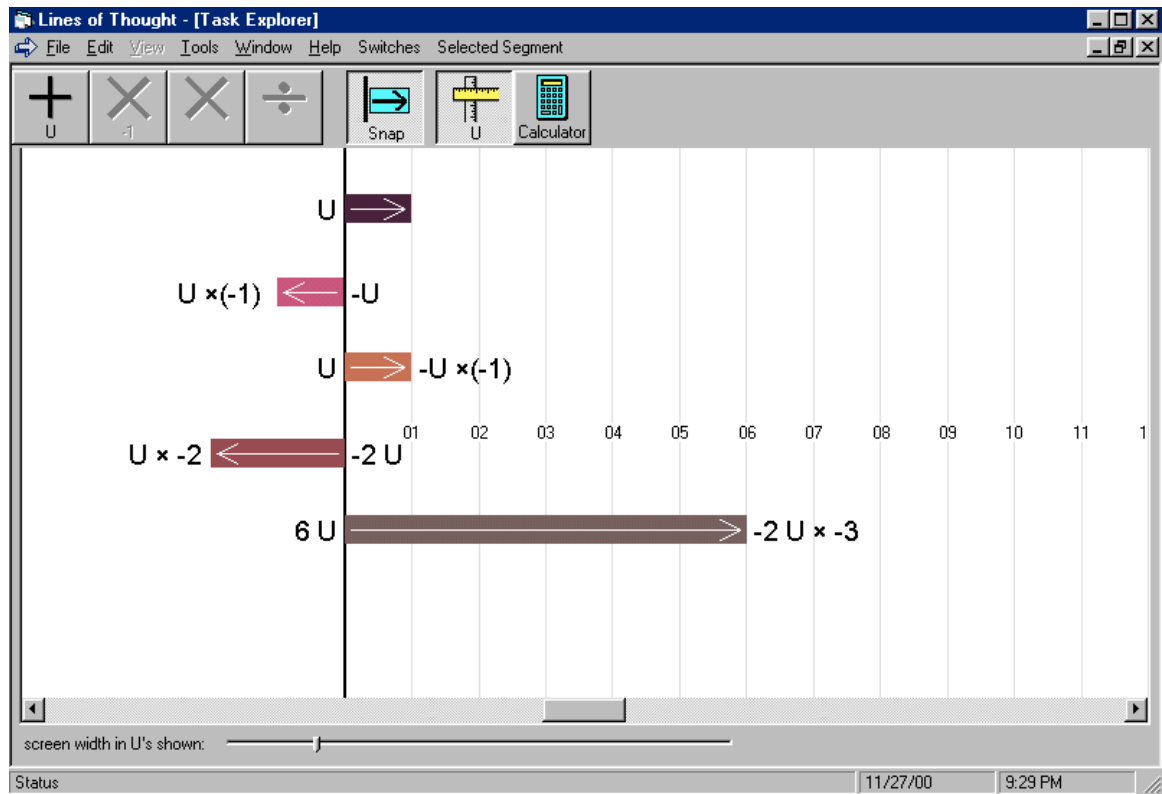 Lines of Thought - [Task Explorer]
File Edit View Tools Window Help Switches Selected Segment
U -1 Snap U Calculator
U
U ×(-1) -U
U -U ×(-1)
01 02 03 04 05 06 07 08 09 10 11 1
U × -2 -2 U
6 U -2 U × -3
screen width in U's shown:
Status 11/27/00 9:29 PM